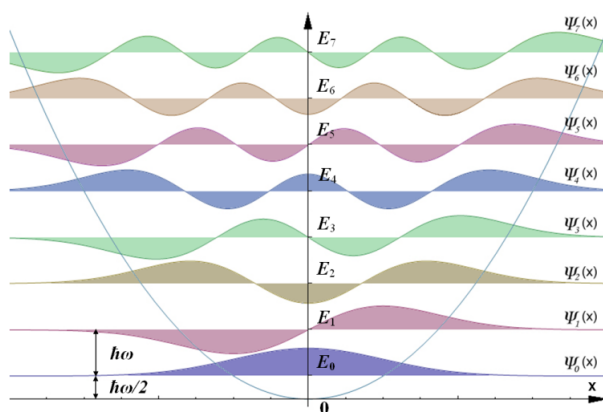 E₇ Ψ₇(x)
E₆ Ψ₆(x)
E₅ Ψ₅(x)
E₄ Ψ₄(x)
E₃ Ψ₃(x)
E₂ Ψ₂(x)
E₁ Ψ₁(x)
ħω
E₀ Ψ₀(x)
ħω/2
x
0